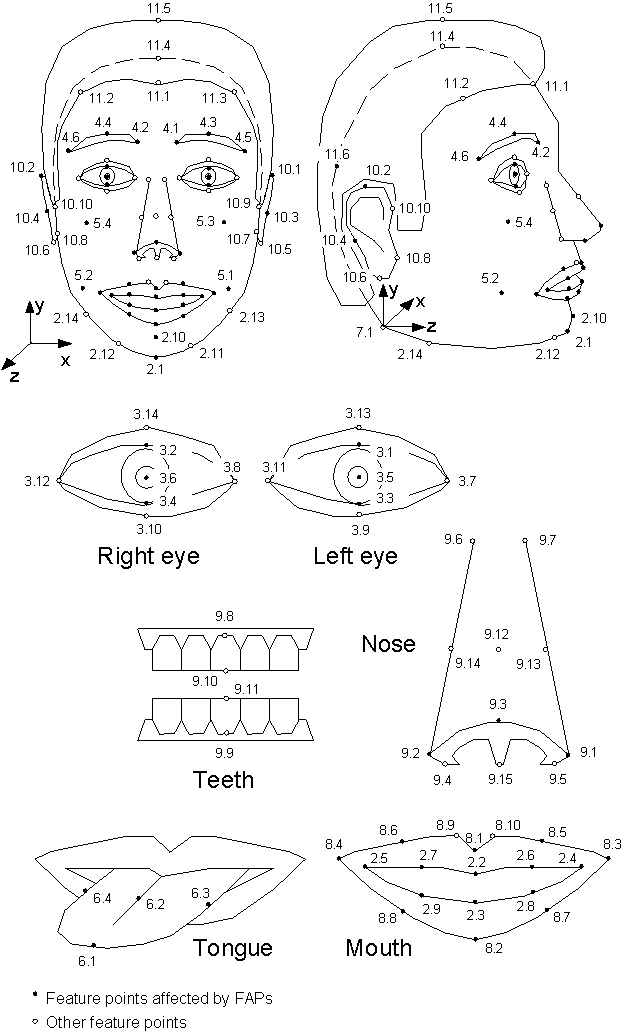 11.5 11.5
11.4 11.4
11.2 11.1 11.3 11.2 11.1
4.4 4.3 4.4
4.6 4.2 4.1 4.5 4.6 4.2
11.6
10.2 10.1 10.2
10.10 10.9 10.10
10.4 5.4 5.3 10.3 5.4
10.6 10.8 10.7 10.5 10.4 10.8
10.6
5.2 5.1 5.2
y y x
2.14 2.13 2.10
x 2.10 7.1 z
z 2.12 2.11 2.14 2.12 2.1
2.1
3.14 3.13
3.2 3.1
3.12 3.6 3.8 3.11 3.5 3.7
3.4 3.3
3.10 3.9
Right eye Left eye
9.6 9.7
9.8
Nose 9.12
9.14 9.13
9.10 9.11
9.3
9.9 9.2 9.1
Teeth 9.4 9.15 9.5
8.9 8.10
8.6 8.1 8.5
8.4 8.3
2.5 2.7 2.2 2.6 2.4
6.4 6.2 6.3
8.8 2.9 2.3 2.8 8.7
6.1 8.2
Tongue Mouth
Feature points affected by FAPs
Other feature points